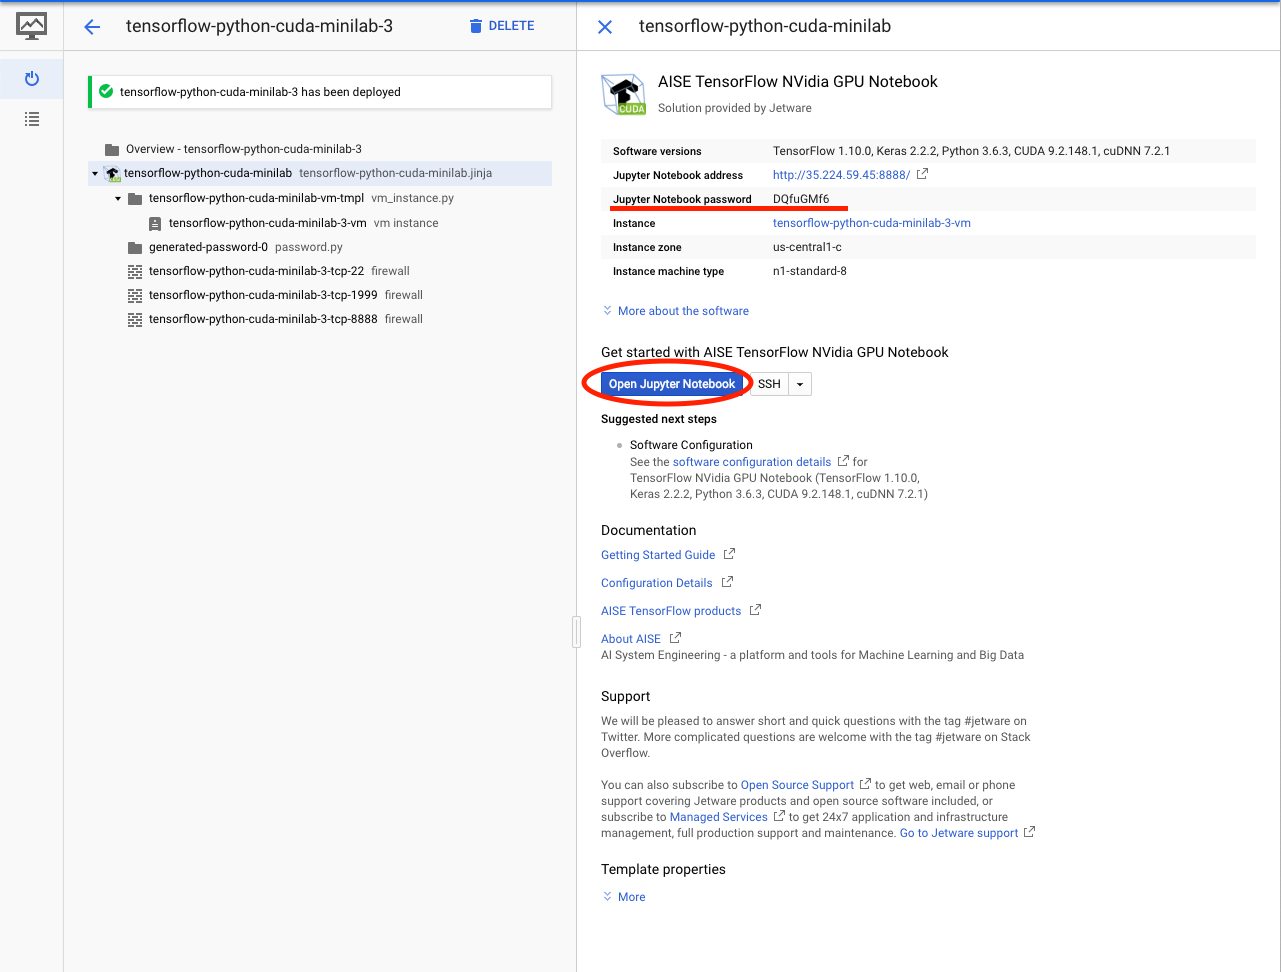 tensorflow-python-cuda-minilab-3
DELETE
tensorflow-python-cuda-minilab-3 has been deployed
Overview - tensorflow-python-cuda-minilab-3
tensorflow-python-cuda-minilab tensorflow-python-cuda-minilab.jinja
tensorflow-python-cuda-minilab-vm-tmpl vm_instance.py
tensorflow-python-cuda-minilab-3-vm vm instance
generated-password-0 password.py
tensorflow-python-cuda-minilab-3-tcp-22 firewall
tensorflow-python-cuda-minilab-3-tcp-1999 firewall
tensorflow-python-cuda-minilab-3-tcp-8888 firewall
tensorflow-python-cuda-minilab
CUDA
AISE TensorFlow NVidia GPU Notebook
Solution provided by Jetware
Software versions TensorFlow 1.10.0, Keras 2.2.2, Python 3.6.3, CUDA 9.2.148.1, cuDNN 7.2.1
Jupyter Notebook address http://35.224.59.45:8888/
Jupyter Notebook password DQfuGMf6
Instance tensorflow-python-cuda-minilab-3-vm
Instance zone us-central1-c
Instance machine type n1-standard-8
More about the software
Get started with AISE TensorFlow NVidia GPU Notebook
Open Jupyter Notebook SSH
Suggested next steps
Software Configuration
See the software configuration details for
TensorFlow NVidia GPU Notebook (TensorFlow 1.10.0,
Keras 2.2.2, Python 3.6.3, CUDA 9.2.148.1, cuDNN 7.2.1)
Documentation
Getting Started Guide
Configuration Details
AISE TensorFlow products
About AISE
AI System Engineering - a platform and tools for Machine Learning and Big Data
Support
We will be pleased to answer short and quick questions with the tag #jetware on
Twitter. More complicated questions are welcome with the tag #jetware on Stack
Overflow.
You can also subscribe to Open Source Support to get web, email or phone
support covering Jetware products and open source software included, or
subscribe to Managed Services to get 24x7 application and infrastructure
management, full production support and maintenance. Go to Jetware support
Template properties
More